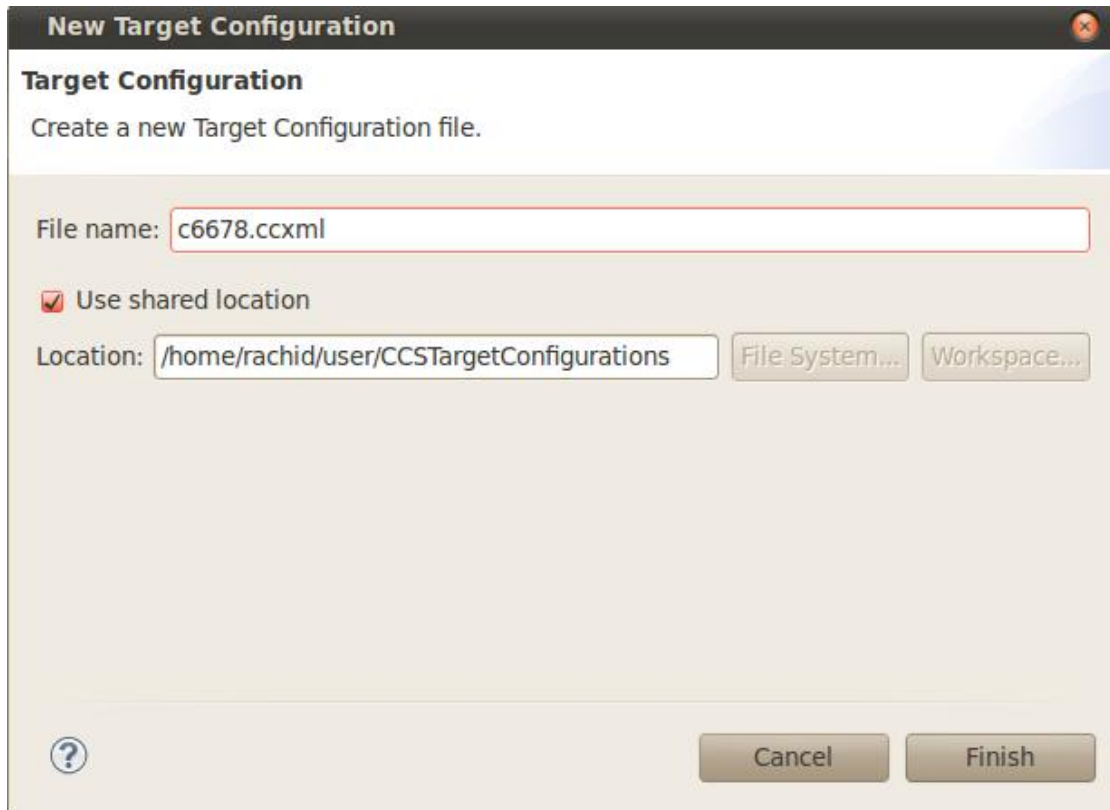 New Target Configuration
Target Configuration
Create a new Target Configuration file.
File name: c6678.ccxml
Use shared location
Location: /home/rachid/user/CCSTargetConfigurations File System... Workspace...
? Cancel Finish